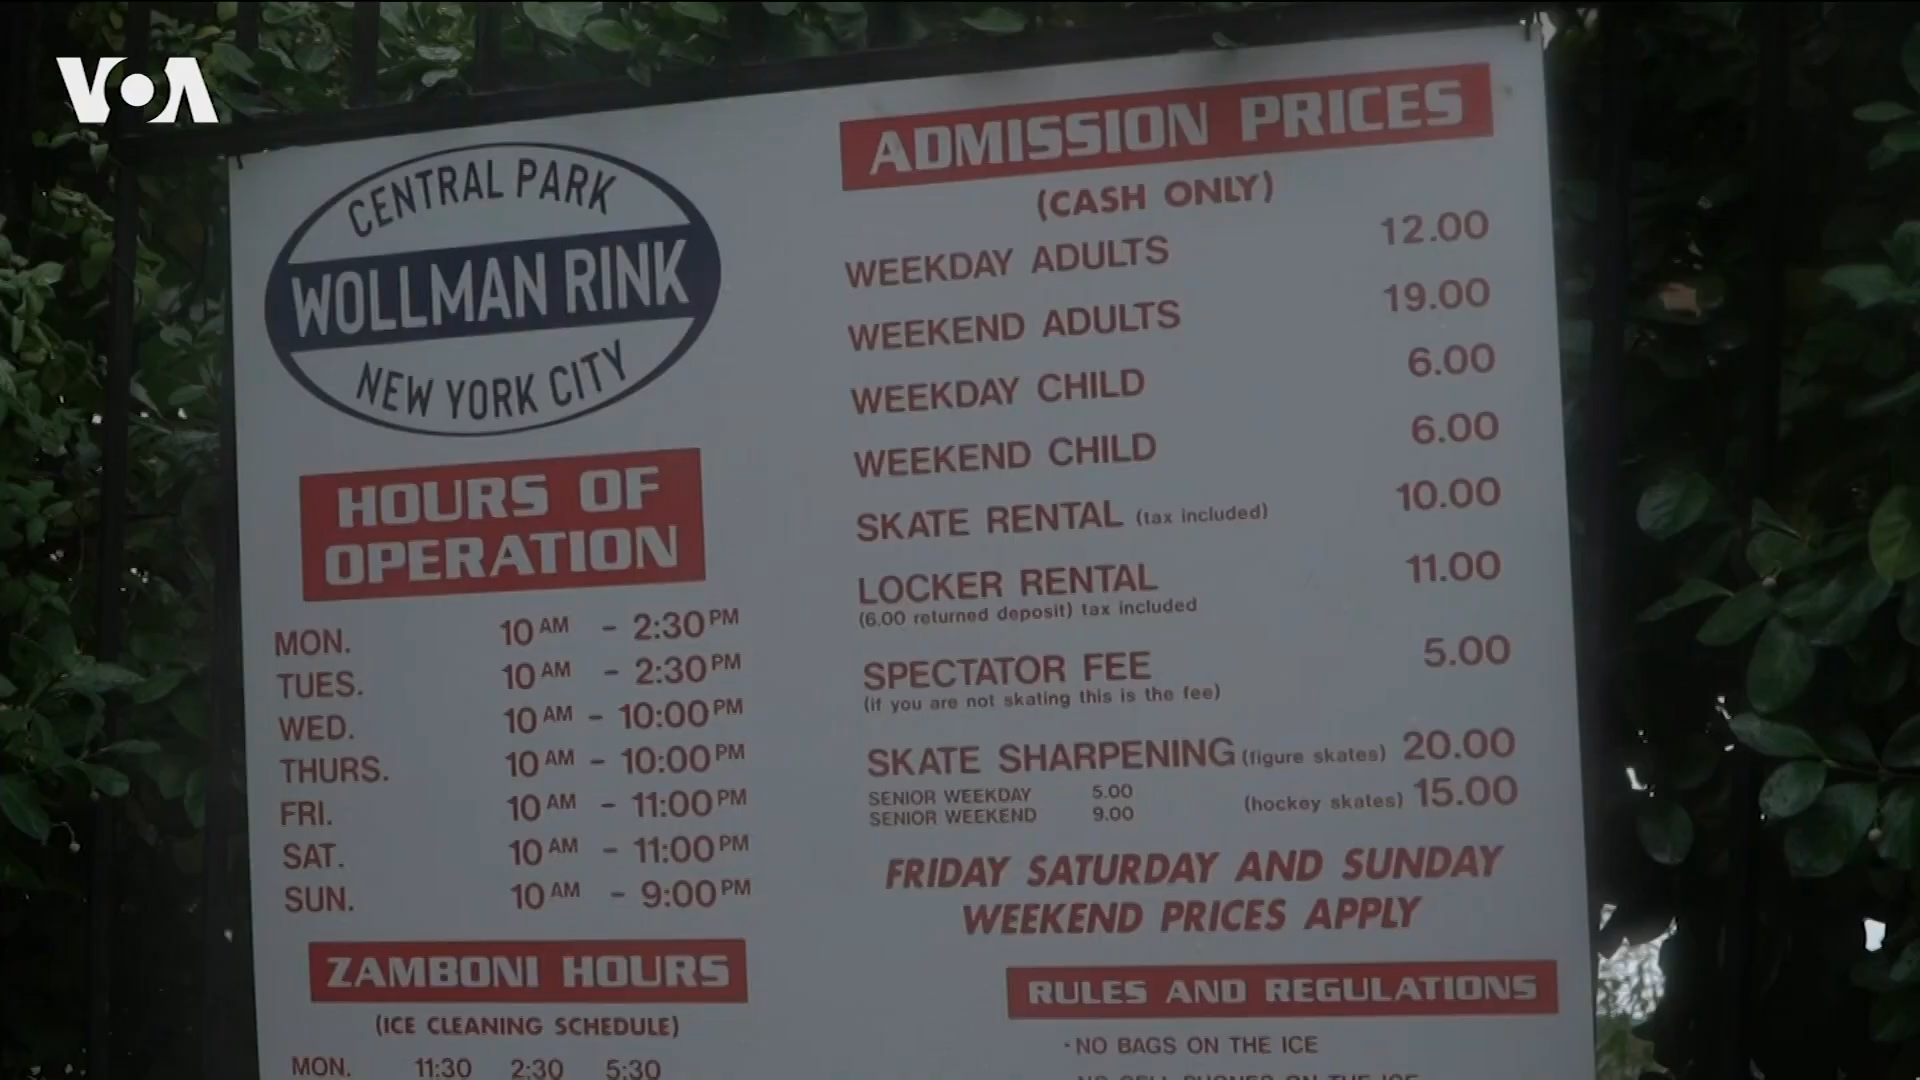 VOA
CENTRAL PARK
WOLLMAN RINK
NEW YORK CITY
HOURS OF
OPERATION
MON. 10 AM - 2:30 PM
TUES. 10 AM - 2:30 PM
WED. 10 AM - 10:00 PM
THURS. 10 AM - 10:00 PM
FRI. 10 AM - 11:00 PM
SAT. 10 AM - 11:00 PM
SUN. 10 AM - 9:00 PM
ZAMBONI HOURS
(ICE CLEANING SCHEDULE)
MON. 11:30 2:30 5:30
ADMISSION PRICES
(CASH ONLY)
WEEKDAY ADULTS 12.00
WEEKEND ADULTS 19.00
WEEKDAY CHILD 6.00
WEEKEND CHILD 6.00
SKATE RENTAL (tax included) 10.00
LOCKER RENTAL 11.00
(6.00 returned deposit) tax included
SPECTATOR FEE 5.00
(if you are not skating this is the fee)
SKATE SHARPENING (figure skates) 20.00
SENIOR WEEKDAY 5.00
(hockey skates) 15.00
SENIOR WEEKEND 9.00
FRIDAY SATURDAY AND SUNDAY
WEEKEND PRICES APPLY
RULES AND REGULATIONS
- NO BAGS ON THE ICE